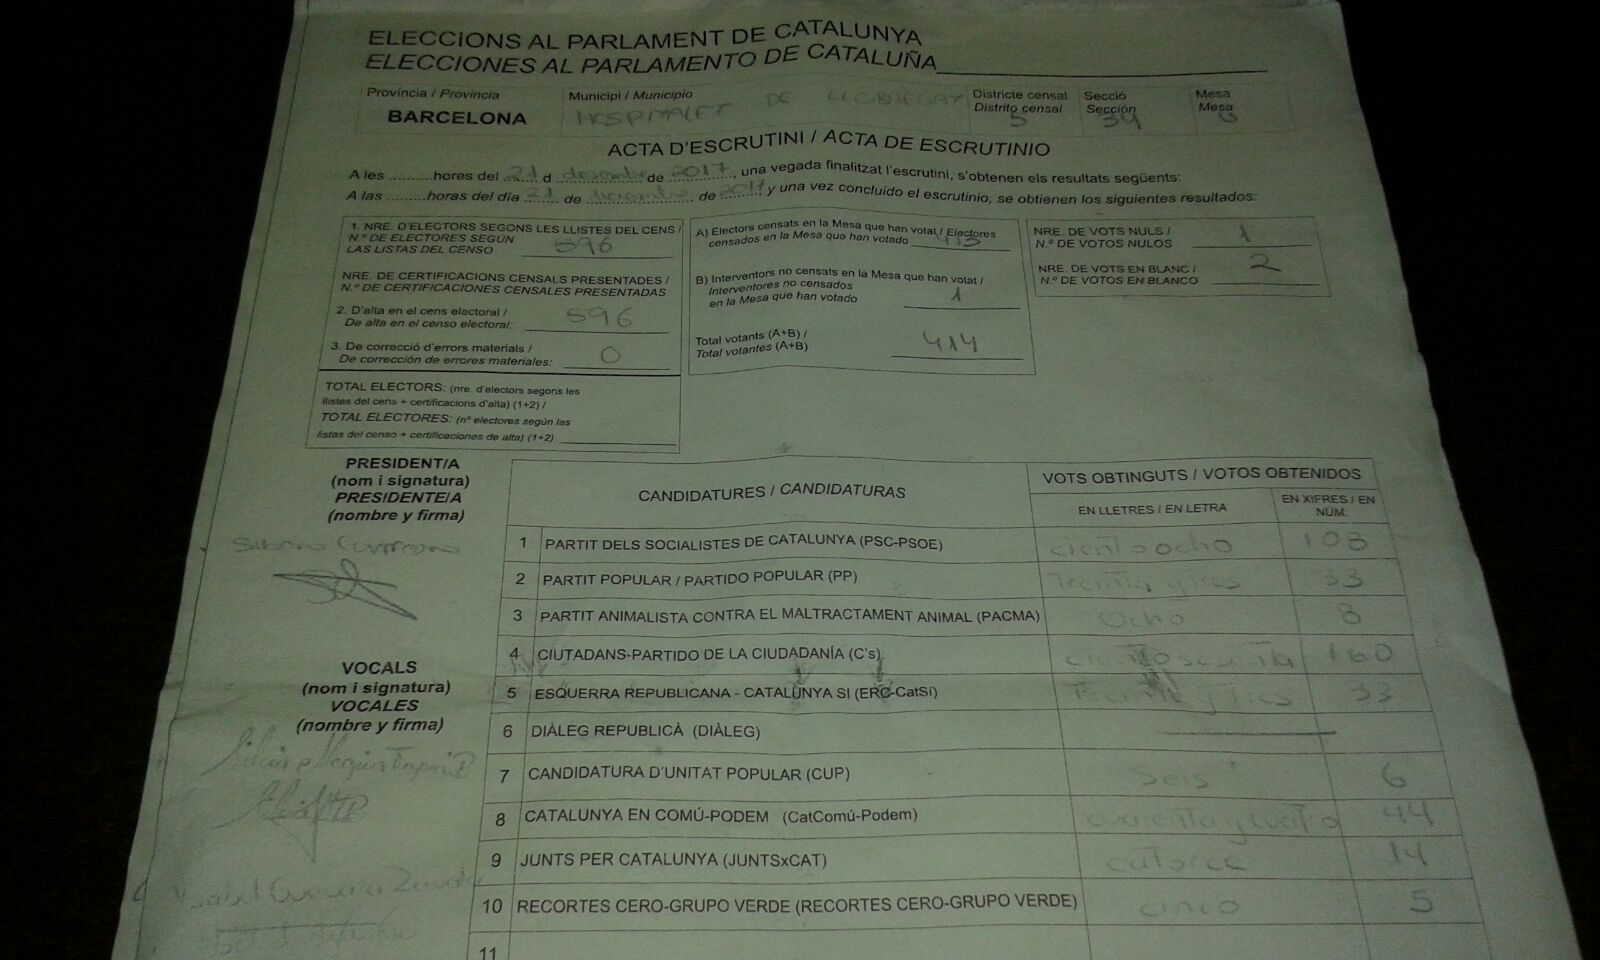 ELECCIONS AL PARLAMENT DE CATALUNYA
ELECCIONES AL PARLAMENTO DE CATALUÑA
Provincia / Provincia
BARCELONA
Municipi / Municipio
HOSPITALET DE LLOBREGAT
Districte censal
Distrito censal
5
Secció
Sección
34
Mesa
Mesa
ACTA D'ESCRUTINI / ACTA DE ESCRUTINIO
A les ..........hores del 21 d desembre de 2017, una vegada finalitzat l'escrutini, s'obtenen els resultats següents:
A las ..........horas del día 21 de diciembre de 2017 y una vez concluido el escrutinio, se obtienen los siguientes resultados:
1. NRE. D'ELECTORS SEGONS LES LLISTES DEL CENS /
N.º DE ELECTORES SEGÚN
LAS LISTAS DEL CENSO 596
NRE. DE CERTIFICACIONS CENSALS PRESENTADES /
N.º DE CERTIFICACIONES CENSALES PRESENTADAS
2. D'alta en el cens electoral /
De alta en el censo electoral: 596
3. De correcció d'errors materials /
De corrección de errores materiales: 0
TOTAL ELECTORS: (nre. d'electors segons les
llistes del cens + certificacions d'alta) (1+2) /
TOTAL ELECTORES: (nº electores según las
listas del censo + certificaciones de alta) (1+2)
A) Electors censats en la Mesa que han votat / Electores
censados en la Mesa que han votado 413
B) Interventors no censats en la Mesa que han votat /
Interventores no censados
en la Mesa que han votado 1
Total votants (A+B) /
Total votantes (A+B) 414
NRE. DE VOTS NULS /
N.º DE VOTOS NULOS 1
NRE. DE VOTS EN BLANC /
N.º DE VOTOS EN BLANCO 2
PRESIDENT/A
(nom i signatura)
PRESIDENTE/A
(nombre y firma)
VOCALS
(nom i signatura)
VOCALES
(nombre y firma)
CANDIDATURES / CANDIDATURAS
VOTS OBTINGUTS / VOTOS OBTENIDOS
EN LLETRES / EN LETRA
EN XIFRES / EN
NÚM.
1 PARTIT DELS SOCIALISTES DE CATALUNYA (PSC-PSOE) ciento ocho 108
2 PARTIT POPULAR / PARTIDO POPULAR (PP) treinta y tres 33
3 PARTIT ANIMALISTA CONTRA EL MALTRACTAMENT ANIMAL (PACMA) Ocho 8
4 CIUTADANS-PARTIDO DE LA CIUDADANÍA (C's) ciento sesenta 160
5 ESQUERRA REPUBLICANA - CATALUNYA SI (ERC-CatSí) Treinta y tres 33
6 DIÀLEG REPUBLICÀ (DIÀLEG)
7 CANDIDATURA D'UNITAT POPULAR (CUP) seis 6
8 CATALUNYA EN COMÚ-PODEM (CatComú-Podem) cuarenta y cuatro 44
9 JUNTS PER CATALUNYA (JUNTSxCAT) catorce 14
10 RECORTES CERO-GRUPO VERDE (RECORTES CERO-GRUPO VERDE) cinco 5
11